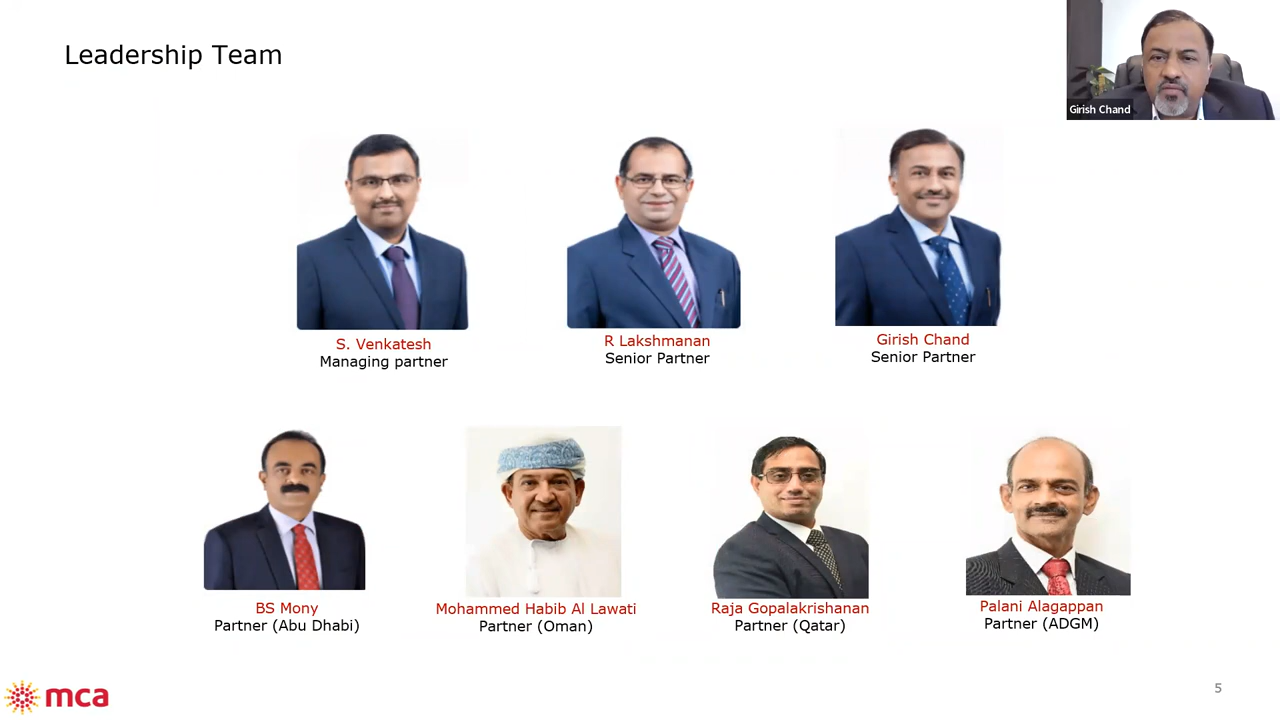 Leadership Team
Girish Chand
S. Venkatesh
Managing partner
R Lakshmanan
Senior Partner
Girish Chand
Senior Partner
BS Mony
Partner (Abu Dhabi)
Mohammed Habib Al Lawati
Partner (Oman)
Raja Gopalakrishanan
Partner (Qatar)
Palani Alagappan
Partner (ADGM)
mca
5